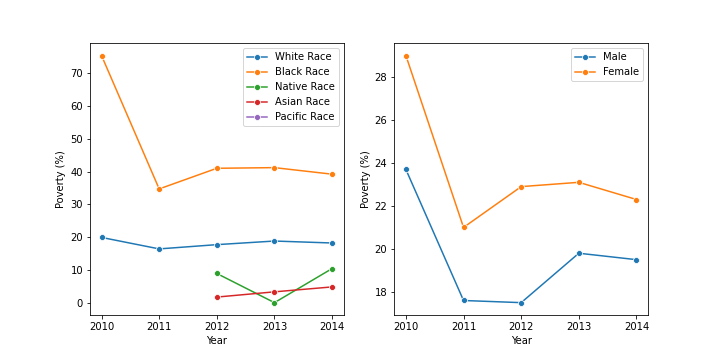 White Race
Black Race
Native Race
Asian Race
Pacific Race
70
60
50
40
30
20
10
0
Poverty (%)
2010 2011 2012 2013 2014
Year
Male
Female
28
26
24
22
20
18
Poverty (%)
2010 2011 2012 2013 2014
Year